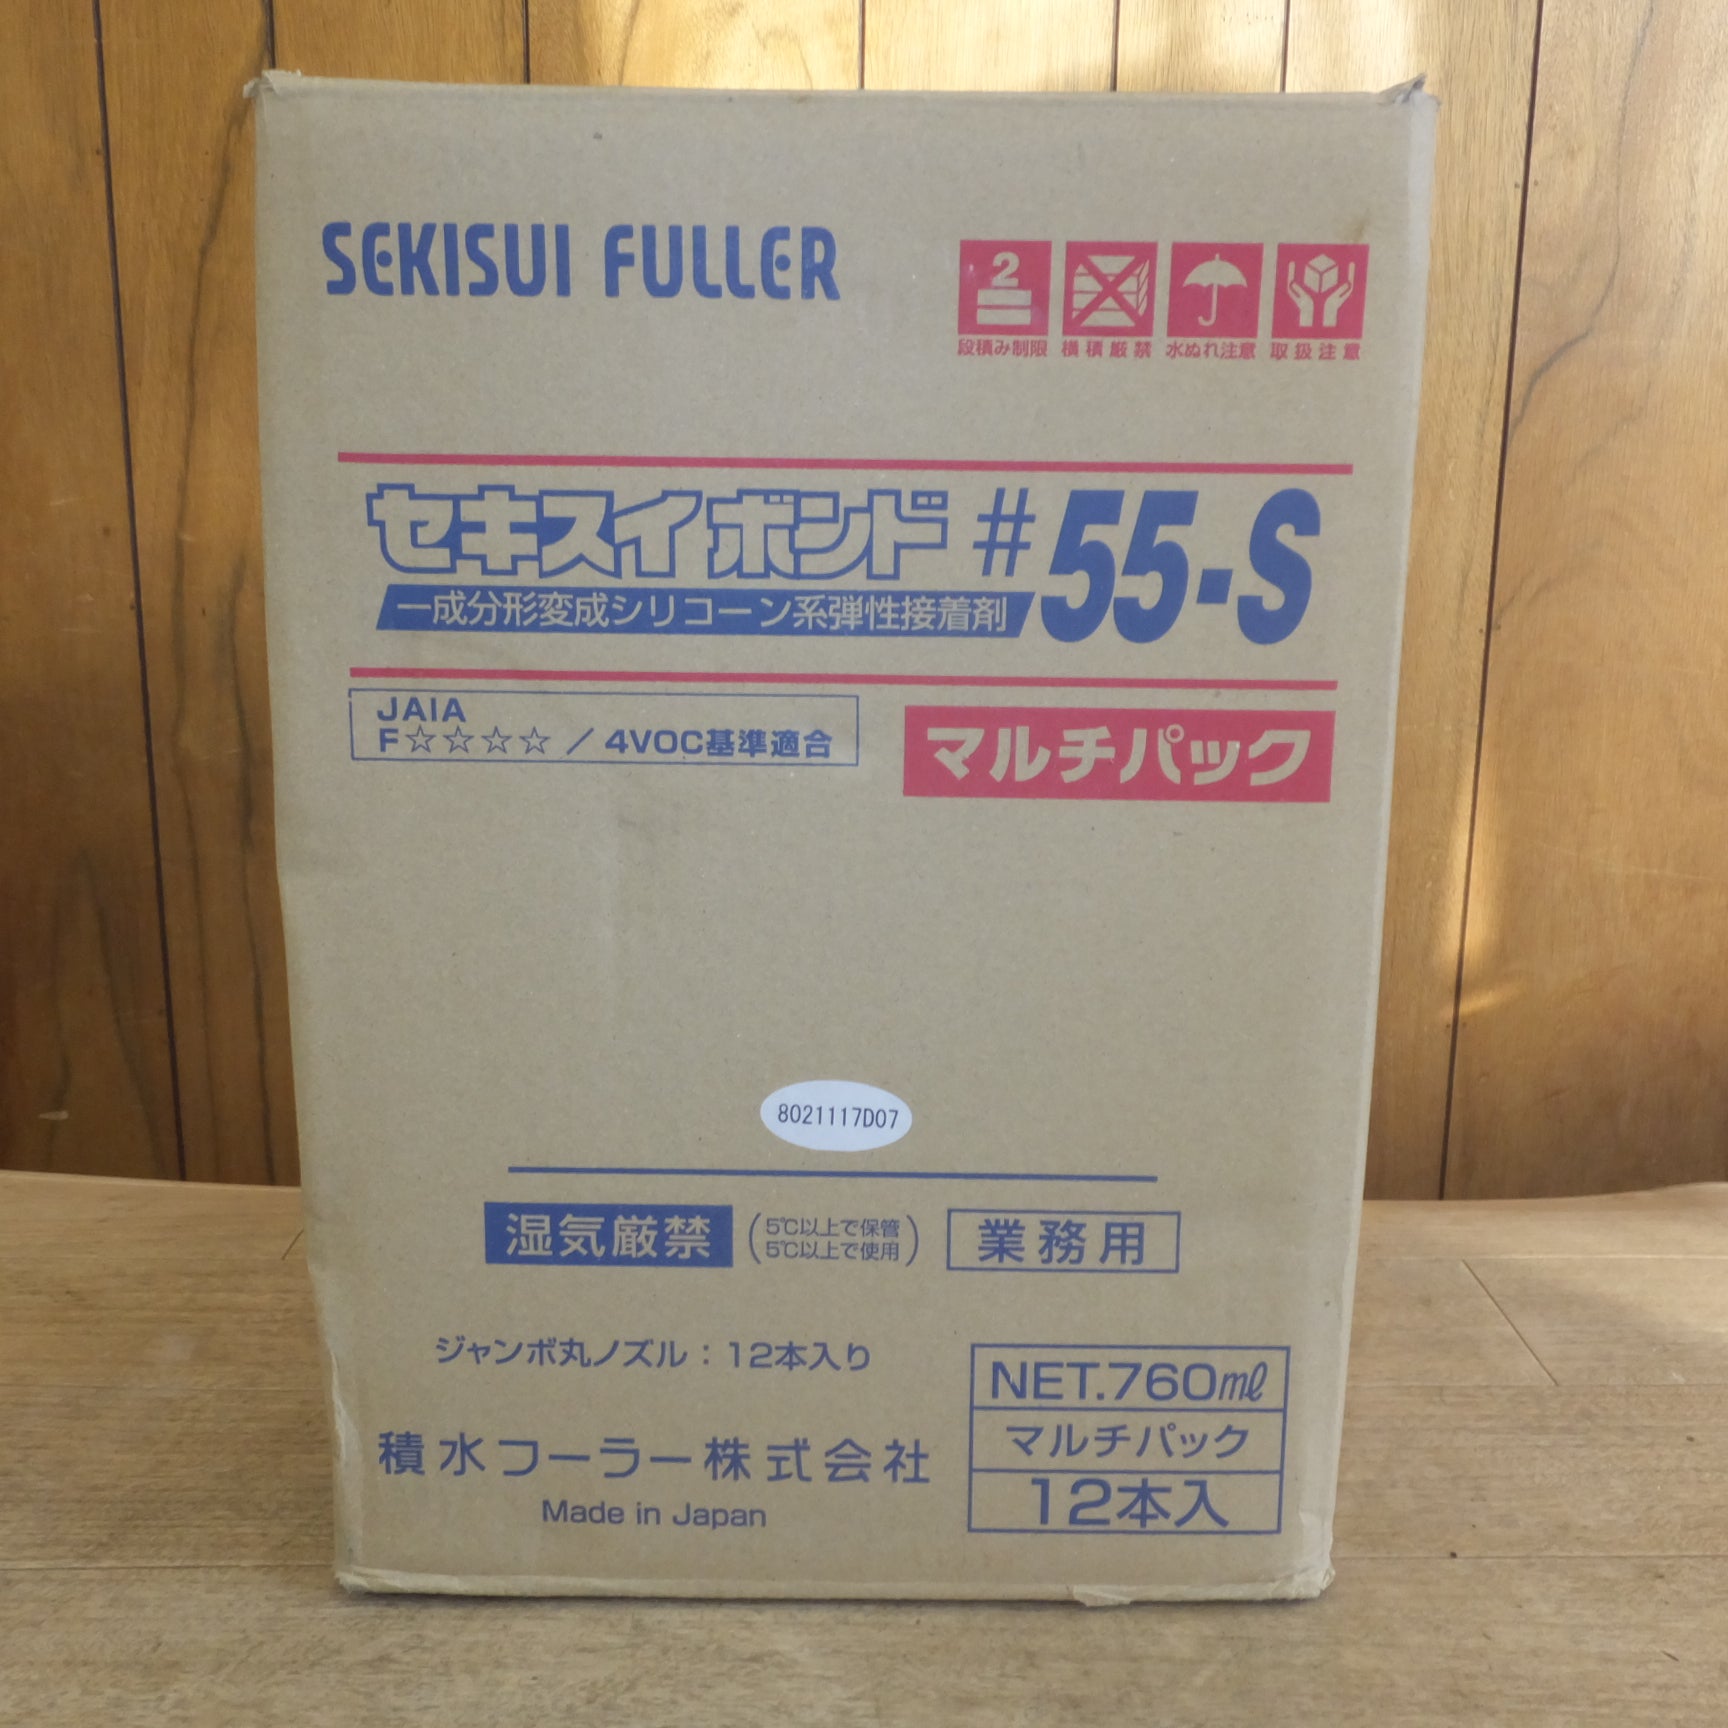 SEKISUI FULLER
2
段積み制限 横積厳禁 水ぬれ注意 取扱注意
セキスイボンド #55-S
一成分形変成シリコーン系弾性接着剤
JAIA
F☆☆☆☆ / 4VOC基準適合
マルチパック
8021117D07
湿気厳禁
(5℃以上で保管
5℃以上で使用)
業務用
ジャンボ丸ノズル：12本入り
積水フーラー株式会社
Made in Japan
NET.760mℓ
マルチパック
12本入